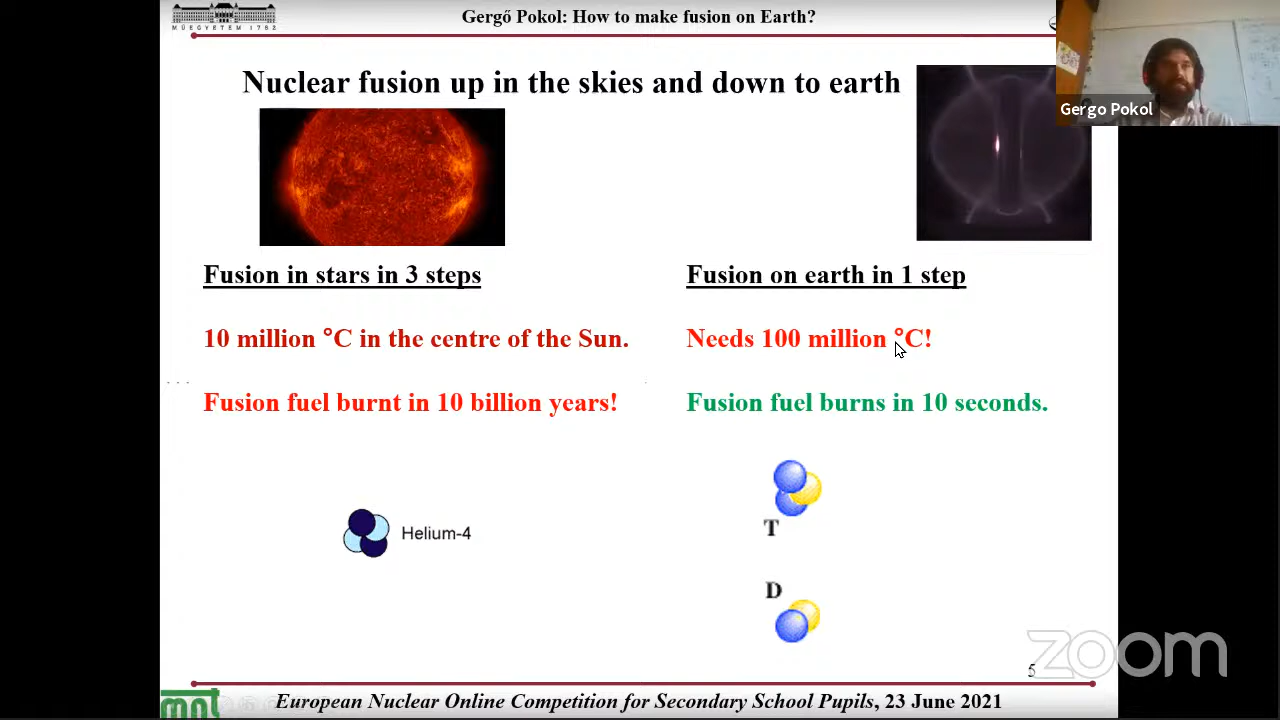 MŰEGYETEM 1782
Gergő Pokol: How to make fusion on Earth?
Gergo Pokol
Nuclear fusion up in the skies and down to earth
Fusion in stars in 3 steps
10 million °C in the centre of the Sun.
Fusion fuel burnt in 10 billion years!
Helium-4
Fusion on earth in 1 step
Needs 100 million °C!
Fusion fuel burns in 10 seconds.
T
D
zoom
5
mnt
European Nuclear Online Competition for Secondary School Pupils, 23 June 2021